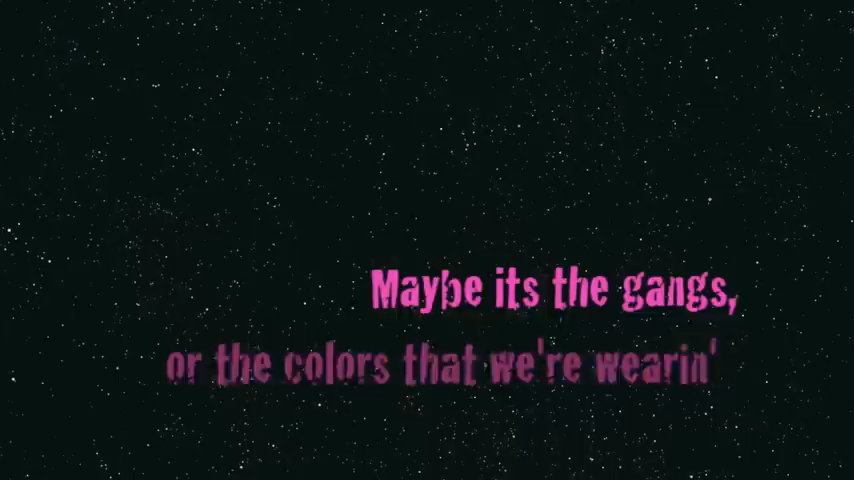 Maybe its the gangs,
or the colors that we're wearin'